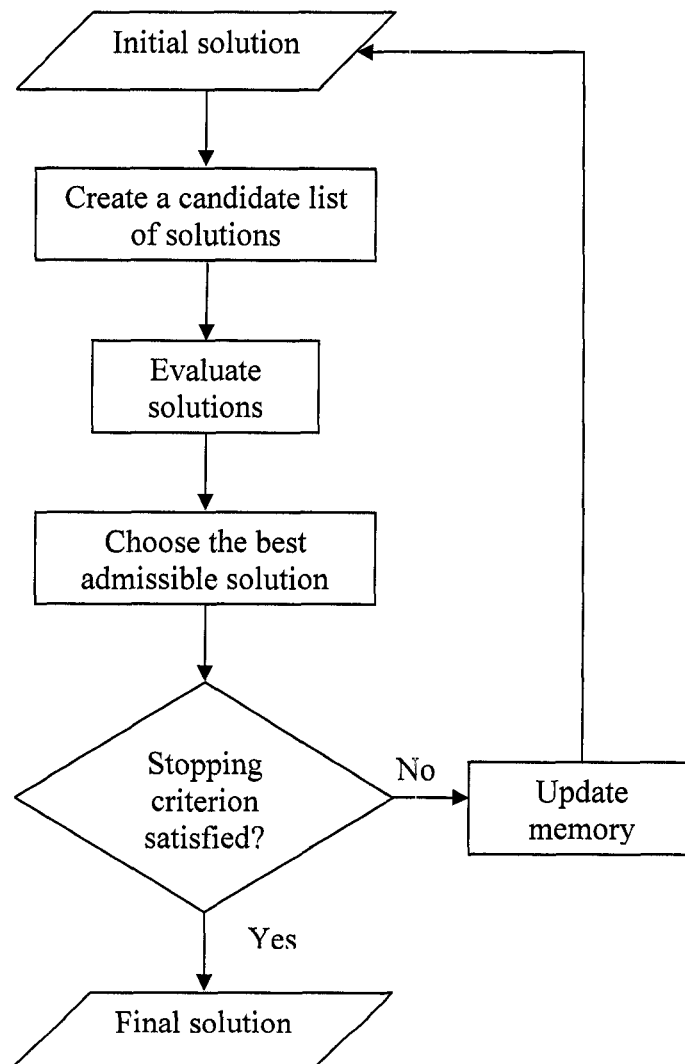 Initial solution
Create a candidate list
of solutions
Evaluate
solutions
Choose the best
admissible solution
Stopping
criterion
satisfied?
No
Update
memory
Yes
Final solution